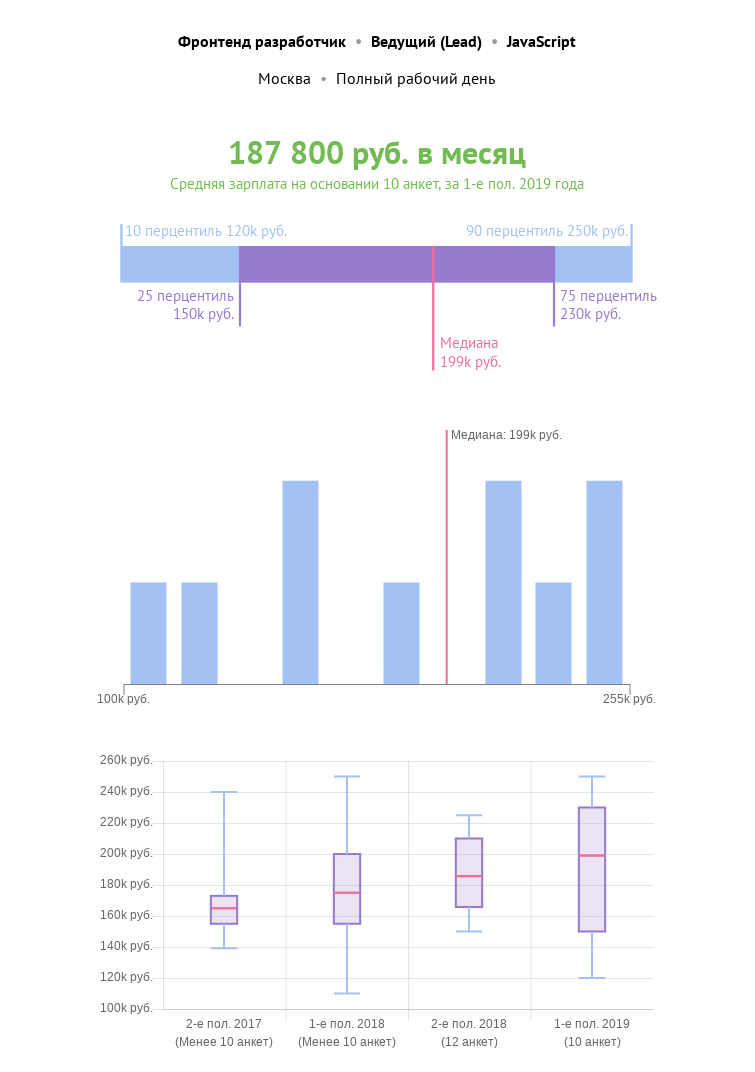 Фронтенд разработчик • Ведущий (Lead) • JavaScript
Москва • Полный рабочий день
187 800 руб. в месяц
Средняя зарплата на основании 10 анкет, за 1-е пол. 2019 года
10 перцентиль 120k руб.
90 перцентиль 250k руб.
25 перцентиль
150k руб.
75 перцентиль
230k руб.
Медиана
199k руб.
Медиана: 199k руб.
100k руб.
255k руб.
260k руб.
240k руб.
220k руб.
200k руб.
180k руб.
160k руб.
140k руб.
120k руб.
100k руб.
2-е пол. 2017
(Менее 10 анкет)
1-е пол. 2018
(Менее 10 анкет)
2-е пол. 2018
(12 анкет)
1-е пол. 2019
(10 анкет)